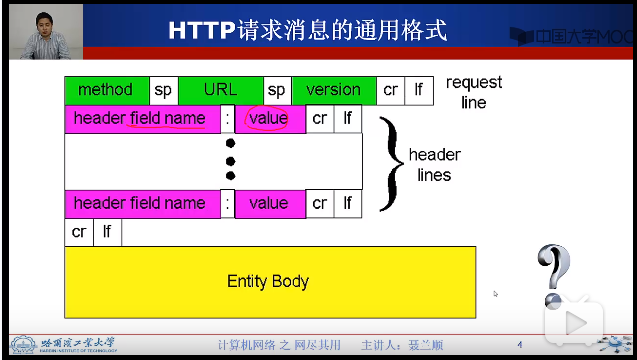 HTTP请求消息的通用格式
中国大学MOOC
method sp URL sp version cr lf
request line
header field name : value cr lf
header lines
header field name : value cr lf
cr lf
Entity Body
?
哈尔滨工业大学
HARBIN INSTITUTE OF TECHNOLOGY
计算机网络 之 网尽其用 主讲人：聂兰顺
4